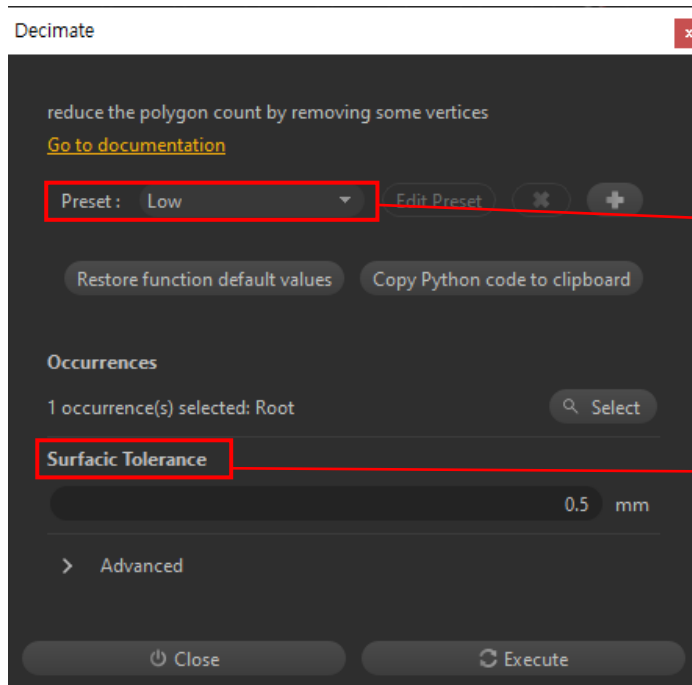 Decimate
reduce the polygon count by removing some vertices
Go to documentation
Preset : Low Edit Preset
Restore function default values Copy Python code to clipboard
Occurrences
1 occurrence(s) selected: Root Select
Surfacic Tolerance
0.5 mm
Advanced
Close Execute